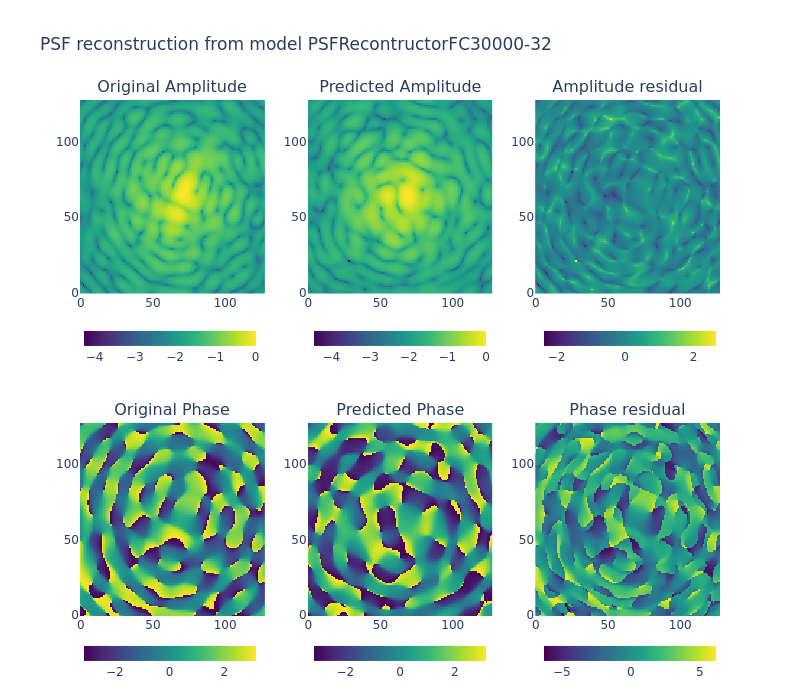 PSF reconstruction from model PSFRecontructorFC30000-32
Original Amplitude Predicted Amplitude Amplitude residual
100 100 100
50 50 50
0 0 0
0 50 100 0 50 100 0 50 100
−4 −3 −2 −1 0 −4 −3 −2 −1 0 −2 0 2
Original Phase Predicted Phase Phase residual
100 100 100
50 50 50
0 0 0
0 50 100 0 50 100 0 50 100
−2 0 2 −2 0 2 −5 0 5